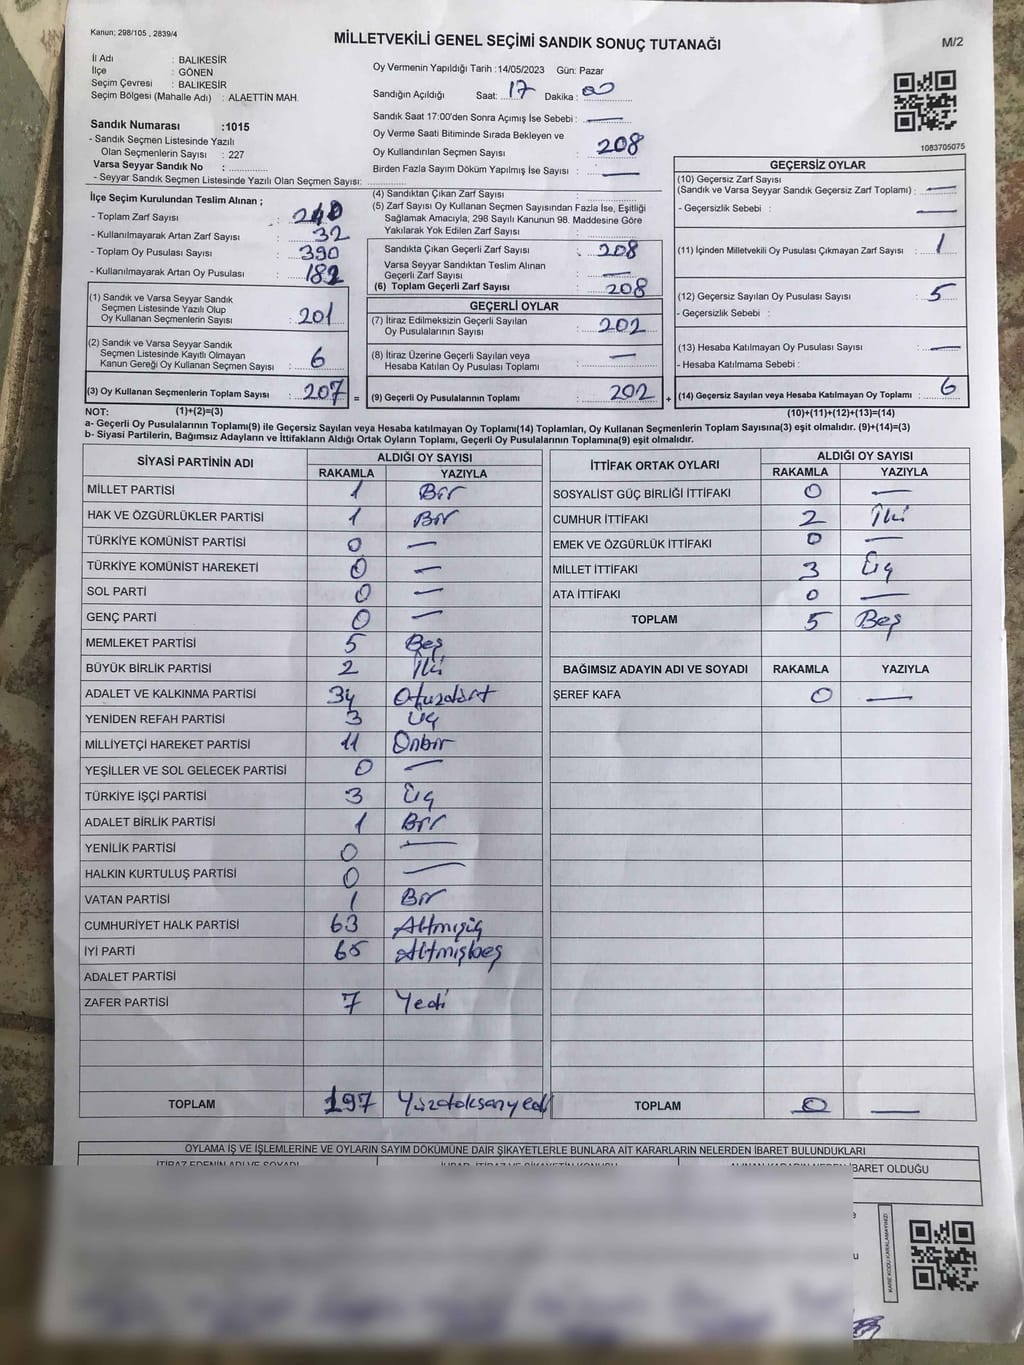 Kanun; 298/105 , 2839/4
MİLLETVEKİLİ GENEL SEÇİMİ SANDIK SONUÇ TUTANAĞI
M/2
İl Adı : BALIKESİR
İlçe : GÖNEN
Seçim Çevresi : BALIKESİR
Seçim Bölgesi (Mahalle Adı) : ALAETTİN MAH.
Sandık Numarası :1015
- Sandık Seçmen Listesinde Yazılı
Olan Seçmenlerin Sayısı : 227
Varsa Seyyar Sandık No :
- Seyyar Sandık Seçmen Listesinde Yazılı Olan Seçmen Sayısı:
Oy Vermenin Yapıldığı Tarih :14/05/2023 Gün: Pazar
Sandığın Açıldığı Saat: 17 Dakika : 00
Sandık Saat 17:00'den Sonra Açımış İse Sebebi : —
Oy Verme Saati Bitiminde Sırada Bekleyen ve
Oy Kullandırılan Seçmen Sayısı : 208
Birden Fazla Sayım Döküm Yapılmış İse Sayısı : —
1083705075
İlçe Seçim Kurulundan Teslim Alınan ;
- Toplam Zarf Sayısı : 240
- Kullanılmayarak Artan Zarf Sayısı : 32
- Toplam Oy Pusulası Sayısı : 390
- Kullanılmayarak Artan Oy Pusulası : 182
(1) Sandık ve Varsa Seyyar Sandık
Seçmen Listesinde Yazılı Olup
Oy Kullanan Seçmenlerin Sayısı : 201
(2) Sandık ve Varsa Seyyar Sandık
Seçmen Listesinde Kayıtlı Olmayan
Kanun Gereği Oy Kullanan Seçmen Sayısı : 6
(3) Oy Kullanan Seçmenlerin Toplam Sayısı : 207 =
(4) Sandıktan Çıkan Zarf Sayısı :
(5) Zarf Sayısı Oy Kullanan Seçmen Sayısından Fazla İse, Eşitliği
Sağlamak Amacıyla; 298 Sayılı Kanunun 98. Maddesine Göre
Yakılarak Yok Edilen Zarf Sayısı :
Sandıkta Çıkan Geçerli Zarf Sayısı : 208
Varsa Seyyar Sandıktan Teslim Alınan
Geçerli Zarf Sayısı : —
(6) Toplam Geçerli Zarf Sayısı : 208
GEÇERLİ OYLAR
(7) İtiraz Edilmeksizin Geçerli Sayılan
Oy Pusulalarının Sayısı : 202
(8) İtiraz Üzerine Geçerli Sayılan veya
Hesaba Katılan Oy Pusulası Toplamı : —
(9) Geçerli Oy Pusulalarının Toplamı : 202 +
GEÇERSİZ OYLAR
(10) Geçersiz Zarf Sayısı
(Sandık ve Varsa Seyyar Sandık Geçersiz Zarf Toplamı) : —
- Geçersizlik Sebebi : —
(11) İçinden Milletvekili Oy Pusulası Çıkmayan Zarf Sayısı : 1
(12) Geçersiz Sayılan Oy Pusulası Sayısı : 5
- Geçersizlik Sebebi :
(13) Hesaba Katılmayan Oy Pusulası Sayısı : —
- Hesaba Katılmama Sebebi :
(14) Geçersiz Sayılan veya Hesaba Katılmayan Oy Toplamı : 6
NOT: (1)+(2)=(3) (10)+(11)+(12)+(13)=(14)
a- Geçerli Oy Pusulalarının Toplamı(9) ile Geçersiz Sayılan veya Hesaba katılmayan Oy Toplamı(14) Toplamları, Oy Kullanan Seçmenlerin Toplam Sayısına(3) eşit olmalıdır. (9)+(14)=(3)
b- Siyasi Partilerin, Bağımsız Adayların ve İttifakların Aldığı Ortak Oyların Toplamı, Geçerli Oy Pusulalarının Toplamına(9) eşit olmalıdır.
SİYASİ PARTİNİN ADI ALDIĞI OY SAYISI
RAKAMLA YAZIYLA
MİLLET PARTİSİ 1 Bir
HAK VE ÖZGÜRLÜKLER PARTİSİ 1 Bir
TÜRKİYE KOMÜNİST PARTİSİ 0 —
TÜRKİYE KOMÜNİST HAREKETİ 0 —
SOL PARTİ 0 —
GENÇ PARTİ 0 —
MEMLEKET PARTİSİ 5 Beş
BÜYÜK BİRLİK PARTİSİ 2 İki
ADALET VE KALKINMA PARTİSİ 34 Otuzdört
YENİDEN REFAH PARTİSİ 3 Üç
MİLLİYETÇİ HAREKET PARTİSİ 11 Onbir
YEŞİLLER VE SOL GELECEK PARTİSİ 0 —
TÜRKİYE İŞÇİ PARTİSİ 3 Üç
ADALET BİRLİK PARTİSİ 1 Bir
YENİLİK PARTİSİ 0 —
HALKIN KURTULUŞ PARTİSİ 0 —
VATAN PARTİSİ 1 Bir
CUMHURİYET HALK PARTİSİ 63 Altmışüç
İYİ PARTİ 65 Altmışbeş
ADALET PARTİSİ
ZAFER PARTİSİ 7 Yedi
TOPLAM 197 Yüzdoksanyedi
İTTİFAK ORTAK OYLARI ALDIĞI OY SAYISI
RAKAMLA YAZIYLA
SOSYALİST GÜÇ BİRLİĞİ İTTİFAKI 0 —
CUMHUR İTTİFAKI 2 İki
EMEK VE ÖZGÜRLÜK İTTİFAKI 0 —
MİLLET İTTİFAKI 3 Üç
ATA İTTİFAKI 0 —
TOPLAM 5 Beş
BAĞIMSIZ ADAYIN ADI VE SOYADI RAKAMLA YAZIYLA
ŞEREF KAFA 0 —
TOPLAM 0 —
OYLAMA İŞ VE İŞLEMLERİNE VE OYLARIN SAYIM DÖKÜMÜNE DAİR ŞİKAYETLERLE BUNLARA AİT KARARLARIN NELERDEN İBARET BULUNDUKLARI
İBARET OLDUĞU
KARE KODU KARALAMAYINIZ!